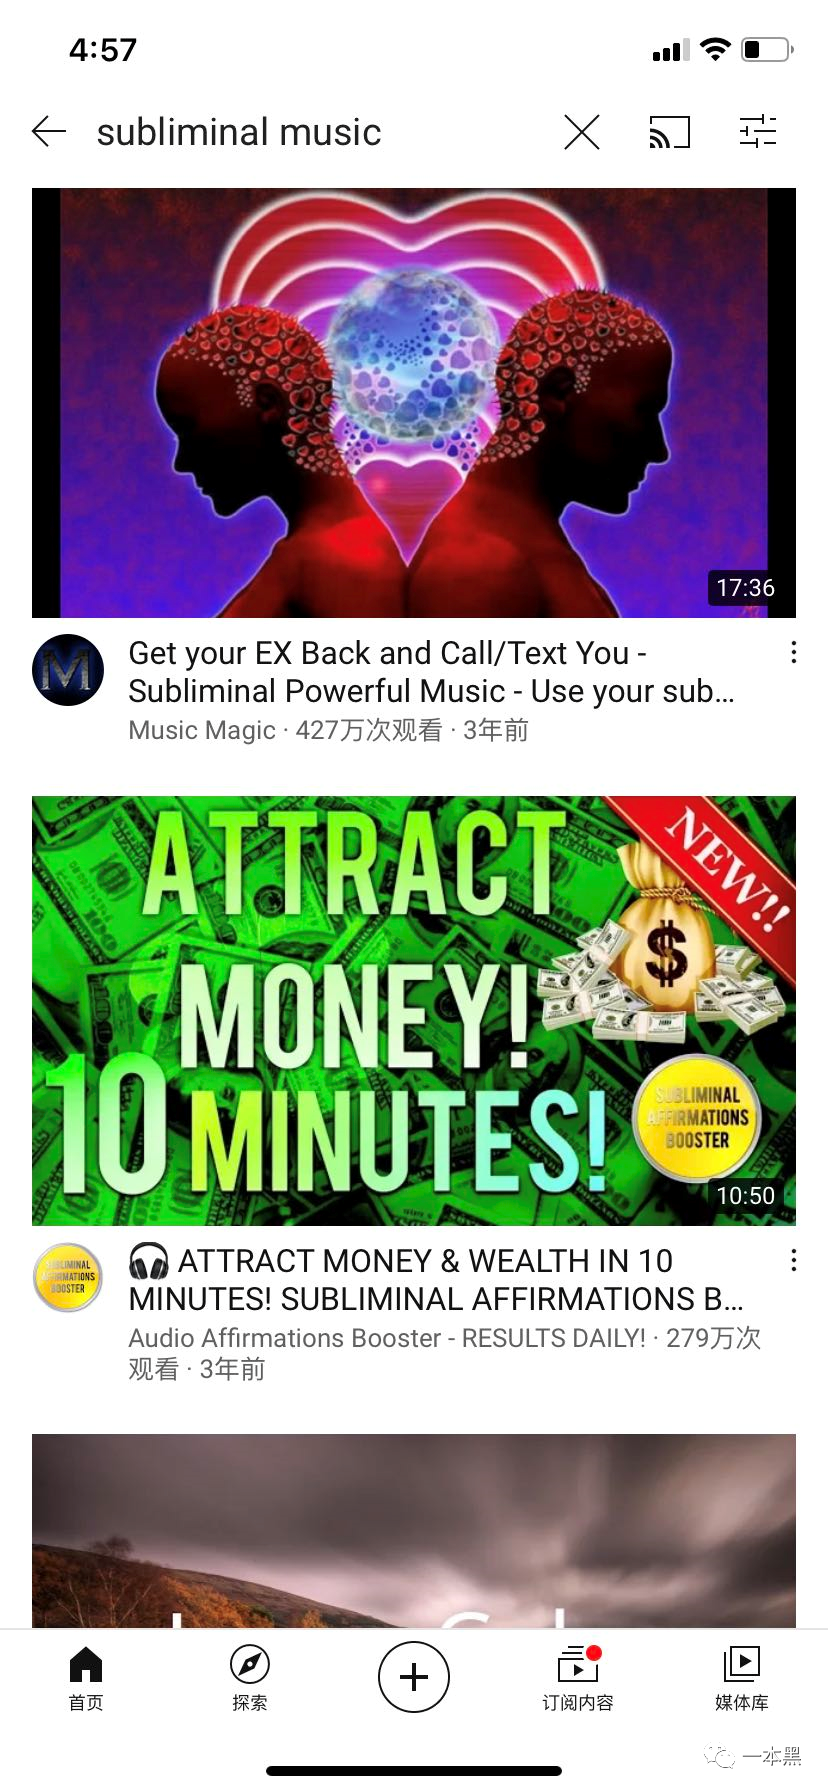 4:57
subliminal music
17:36
M
Get your EX Back and Call/Text You -
Subliminal Powerful Music - Use your sub...
Music Magic · 427万次观看 · 3年前
ATTRACT
NEW!!
$
MONEY!
10 MINUTES!
SUBLIMINAL
AFFIRMATIONS
BOOSTER
10:50
SUBLIMINAL
AFFIRMATIONS
BOOSTER
🎧 ATTRACT MONEY & WEALTH IN 10
MINUTES! SUBLIMINAL AFFIRMATIONS B...
Audio Affirmations Booster - RESULTS DAILY! · 279万次
观看 · 3年前
首页
探索
订阅内容
媒体库
一本黑